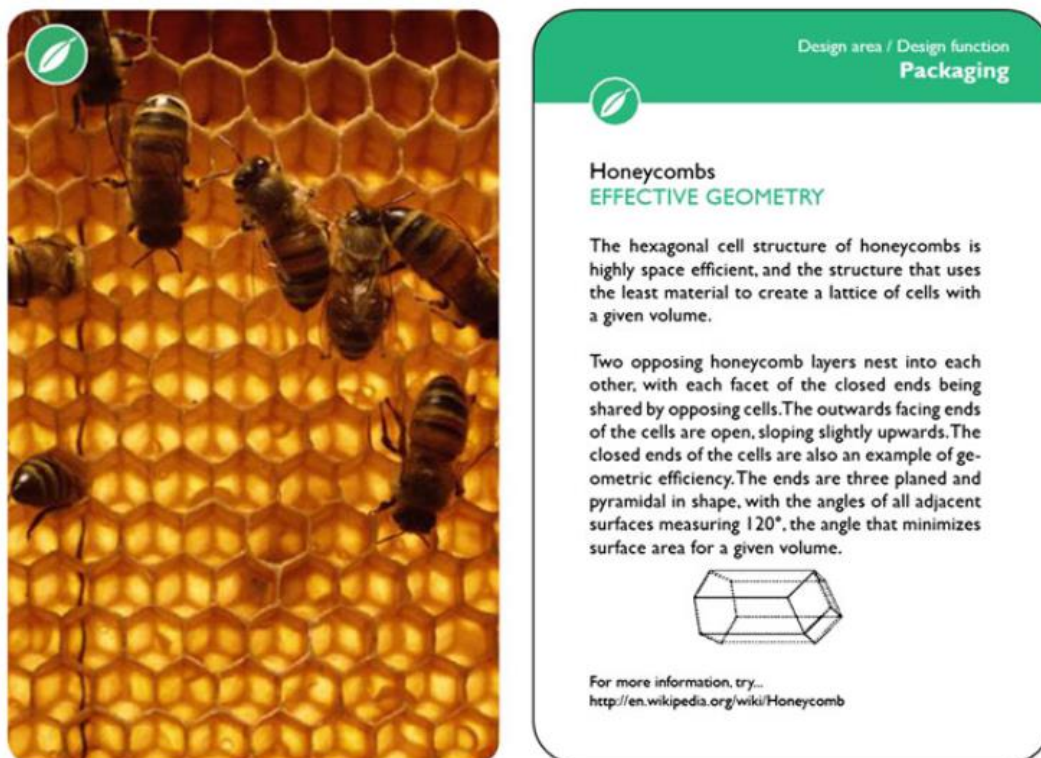 Design area / Design function
Packaging
Honeycombs
EFFECTIVE GEOMETRY
The hexagonal cell structure of honeycombs is
highly space efficient, and the structure that uses
the least material to create a lattice of cells with
a given volume.
Two opposing honeycomb layers nest into each
other, with each facet of the closed ends being
shared by opposing cells. The outwards facing ends
of the cells are open, sloping slightly upwards. The
closed ends of the cells are also an example of ge-
ometric efficiency. The ends are three planed and
pyramidal in shape, with the angles of all adjacent
surfaces measuring 120°, the angle that minimizes
surface area for a given volume.
For more information, try...
http://en.wikipedia.org/wiki/Honeycomb